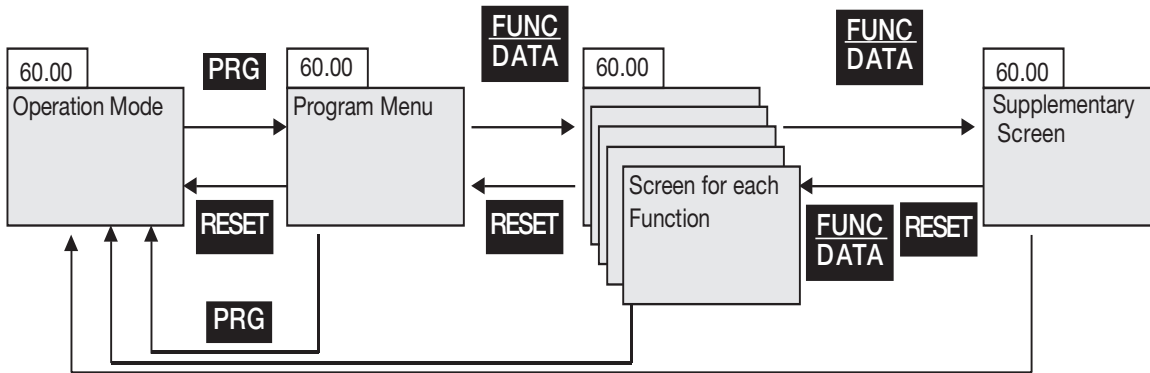 60.00
Operation Mode
PRG
60.00
Program Menu
FUNC
DATA
60.00
FUNC
DATA
60.00
Supplementary
Screen
RESET
RESET
Screen for each
Function
FUNC
DATA
RESET
PRG